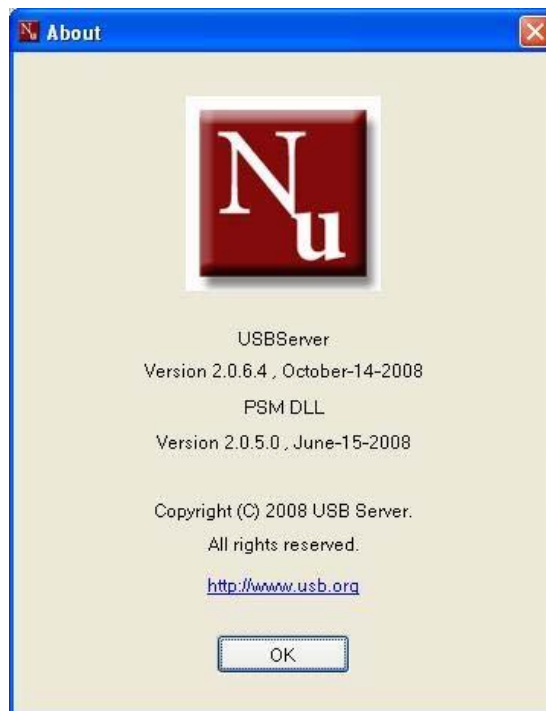 About
Nu
USBServer
Version 2.0.6.4 , October-14-2008
PSM DLL
Version 2.0.5.0 , June-15-2008
Copyright (C) 2008 USB Server.
All rights reserved.
http://www.usb.org
OK